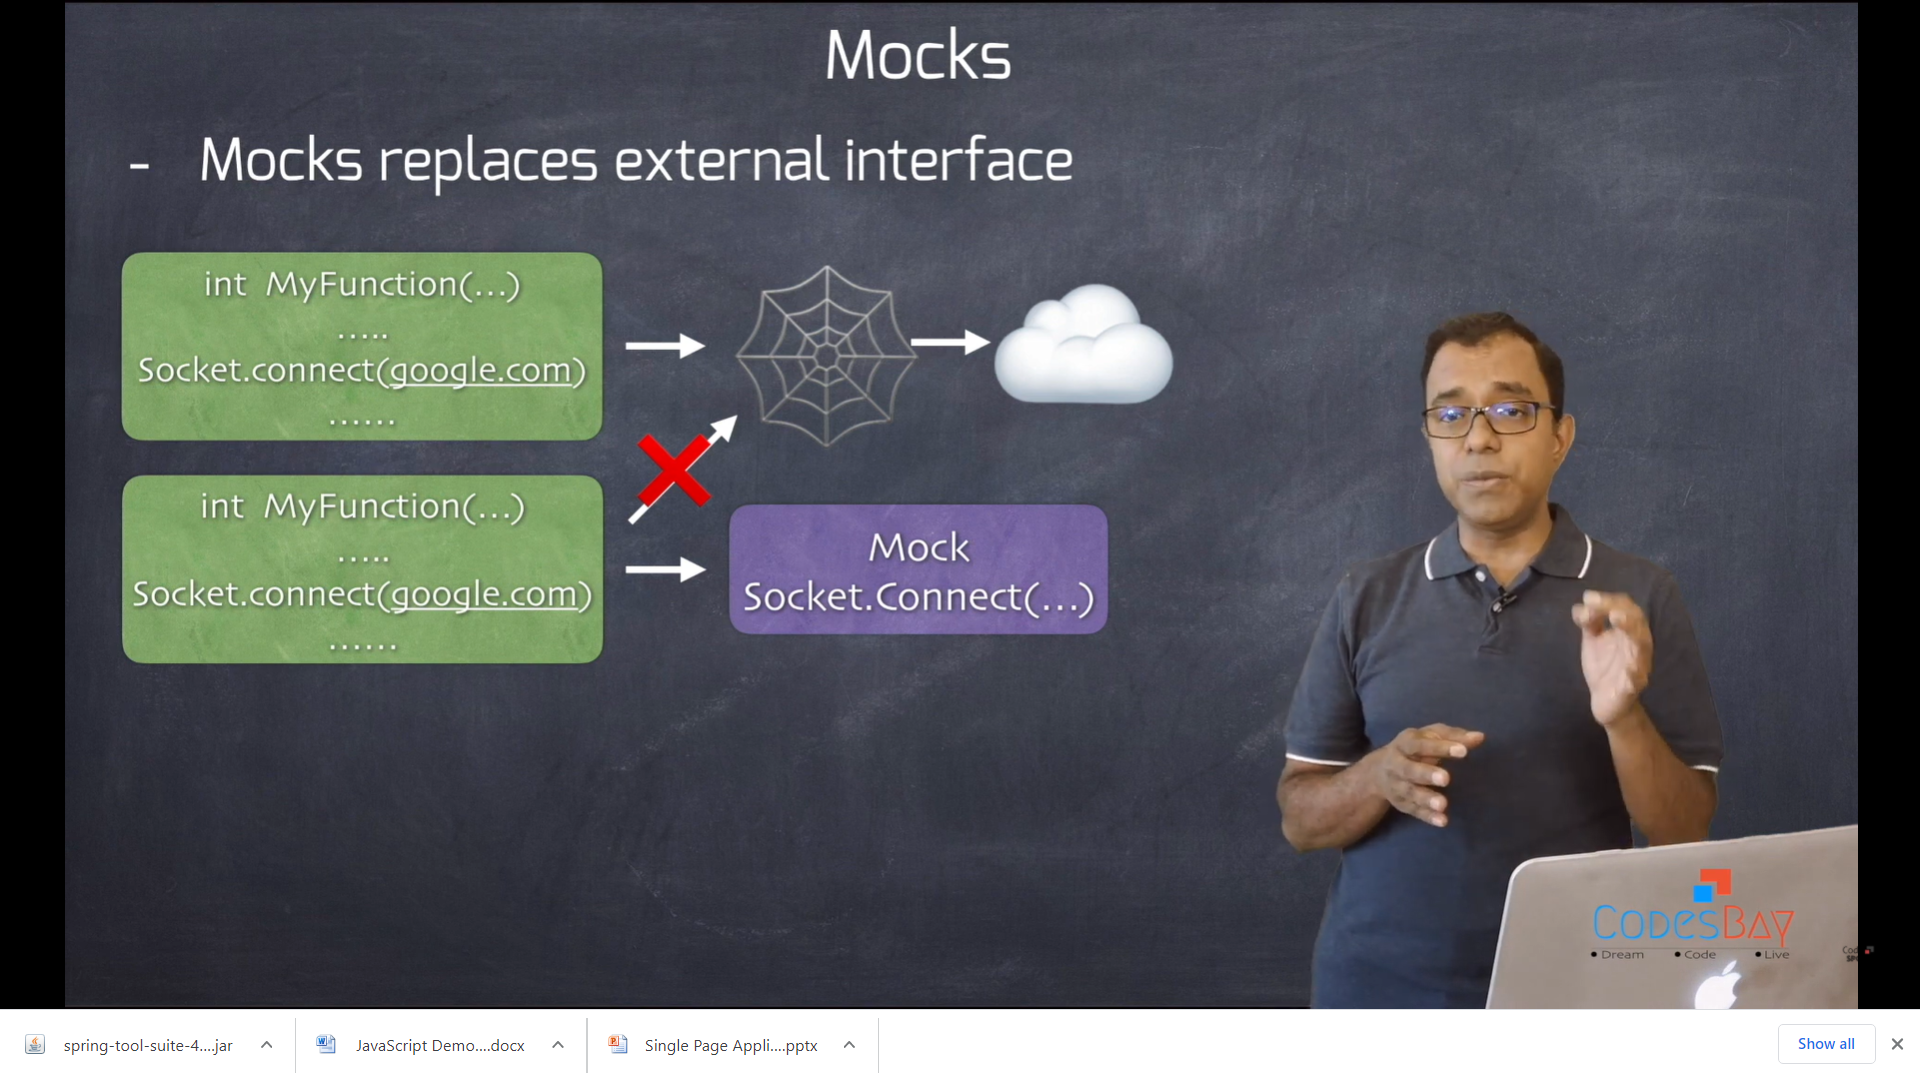 Mocks
- Mocks replaces external interface
int MyFunction(...)
.....
Socket.connect(google.com)
......
int MyFunction(...)
.....
Socket.connect(google.com)
......
Mock
Socket.Connect(...)
CODESBAY
• Dream • Code • Live
spring-tool-suite-4....jar
JavaScript Demo....docx
Single Page Appli....pptx
Show all